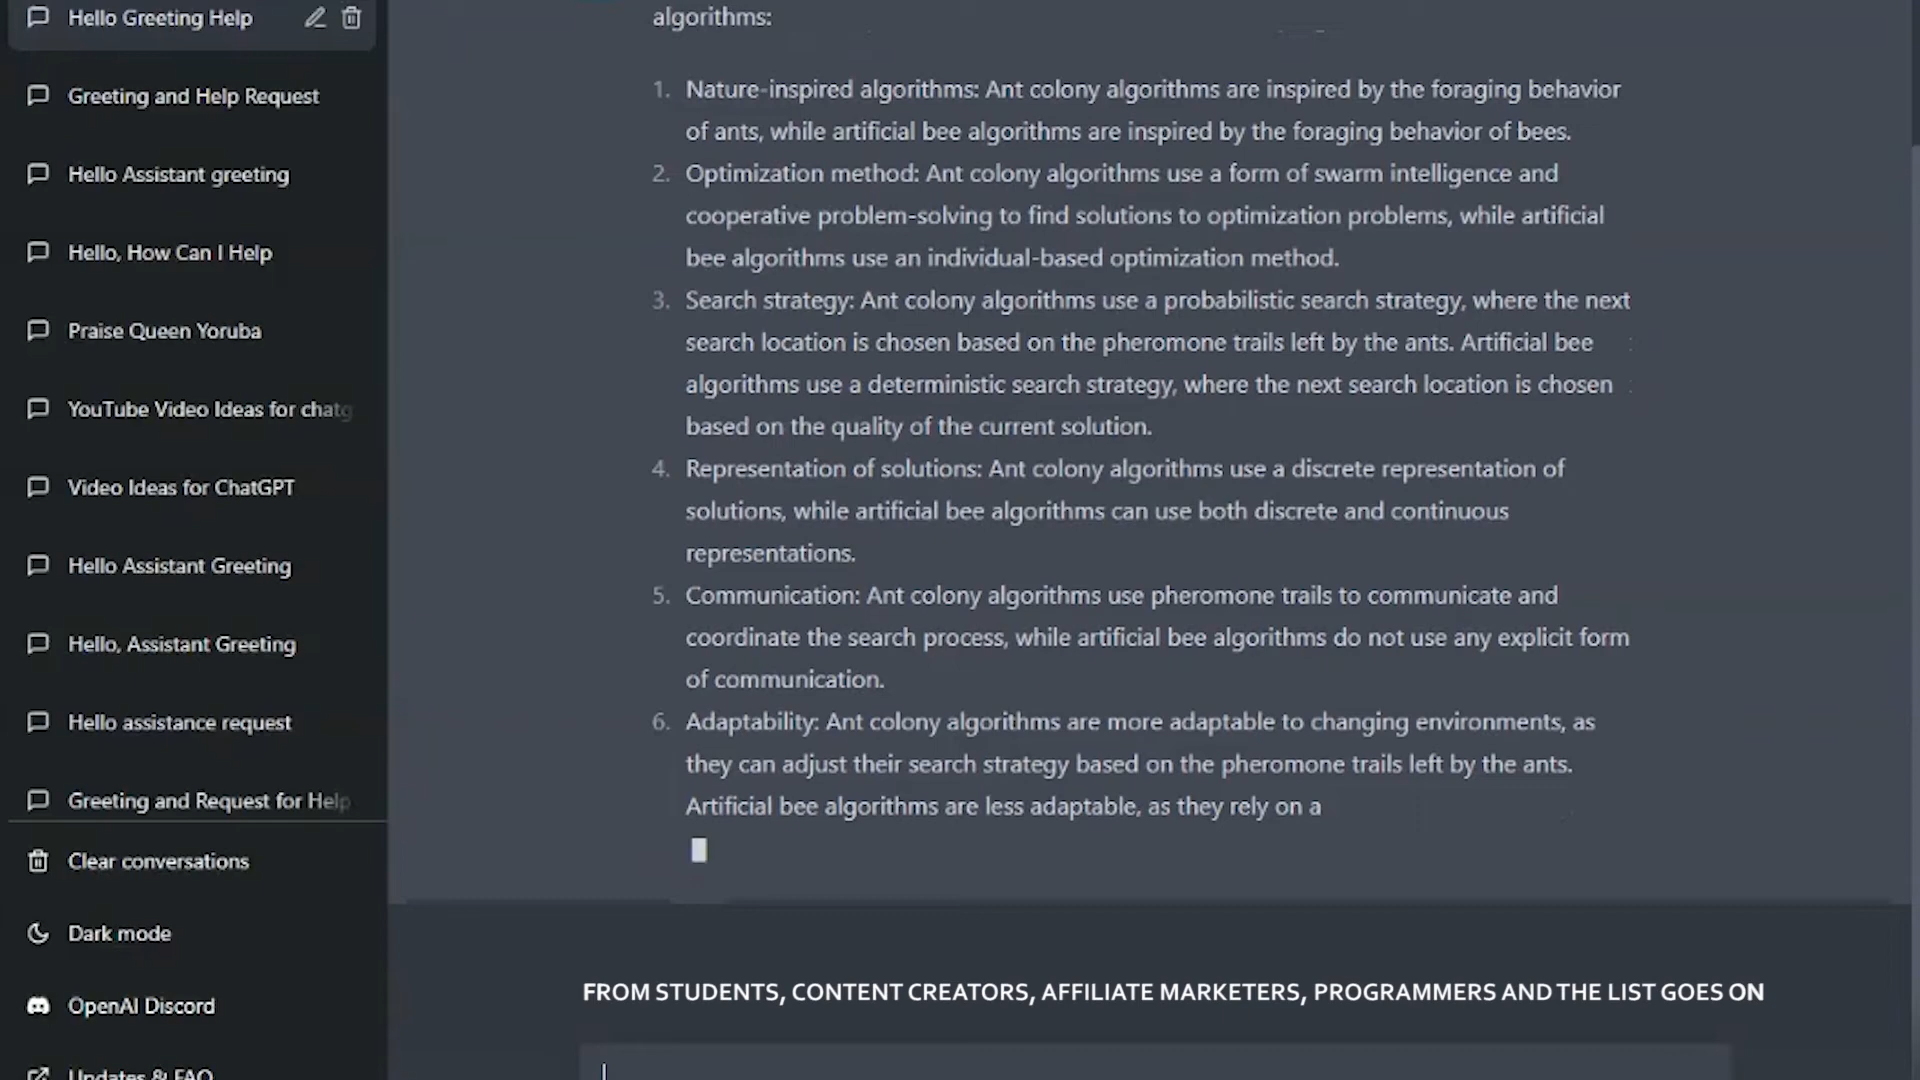 Hello Greeting Help
Greeting and Help Request
Hello Assistant greeting
Hello, How Can I Help
Praise Queen Yoruba
YouTube Video Ideas for chatg
Video Ideas for ChatGPT
Hello Assistant Greeting
Hello, Assistant Greeting
Hello assistance request
Greeting and Request for Help
Clear conversations
Dark mode
OpenAI Discord
Updates & FAQ
algorithms:
1. Nature-inspired algorithms: Ant colony algorithms are inspired by the foraging behavior
of ants, while artificial bee algorithms are inspired by the foraging behavior of bees.
2. Optimization method: Ant colony algorithms use a form of swarm intelligence and
cooperative problem-solving to find solutions to optimization problems, while artificial
bee algorithms use an individual-based optimization method.
3. Search strategy: Ant colony algorithms use a probabilistic search strategy, where the next
search location is chosen based on the pheromone trails left by the ants. Artificial bee
algorithms use a deterministic search strategy, where the next search location is chosen
based on the quality of the current solution.
4. Representation of solutions: Ant colony algorithms use a discrete representation of
solutions, while artificial bee algorithms can use both discrete and continuous
representations.
5. Communication: Ant colony algorithms use pheromone trails to communicate and
coordinate the search process, while artificial bee algorithms do not use any explicit form
of communication.
6. Adaptability: Ant colony algorithms are more adaptable to changing environments, as
they can adjust their search strategy based on the pheromone trails left by the ants.
Artificial bee algorithms are less adaptable, as they rely on a
FROM STUDENTS, CONTENT CREATORS, AFFILIATE MARKETERS, PROGRAMMERS AND THE LIST GOES ON